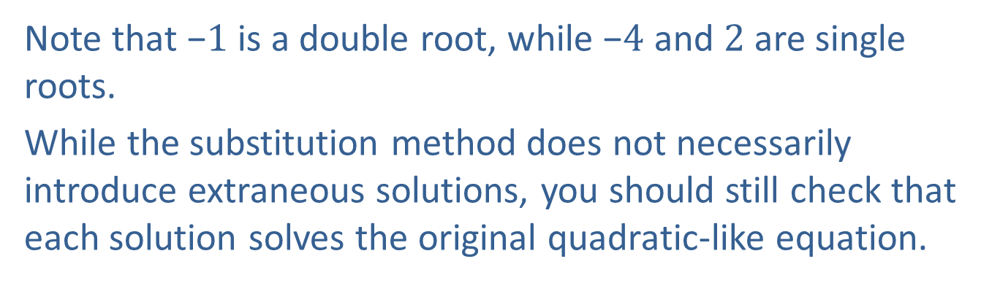 Note that −1 is a double root, while −4 and 2 are single
roots.
While the substitution method does not necessarily
introduce extraneous solutions, you should still check that
each solution solves the original quadratic-like equation.